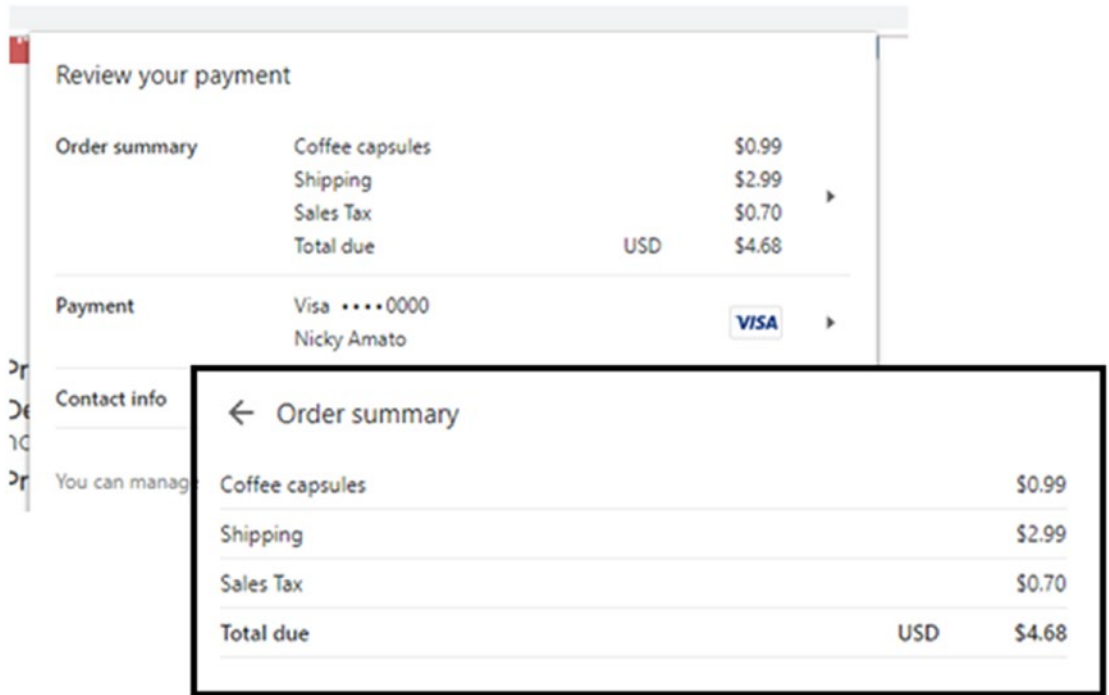 Review your payment
Order summary Coffee capsules $0.99
Shipping $2.99
Sales Tax $0.70
Total due USD $4.68
Payment Visa ••••0000 VISA
Nicky Amato
Contact info
You can manag
← Order summary
Coffee capsules $0.99
Shipping $2.99
Sales Tax $0.70
Total due USD $4.68